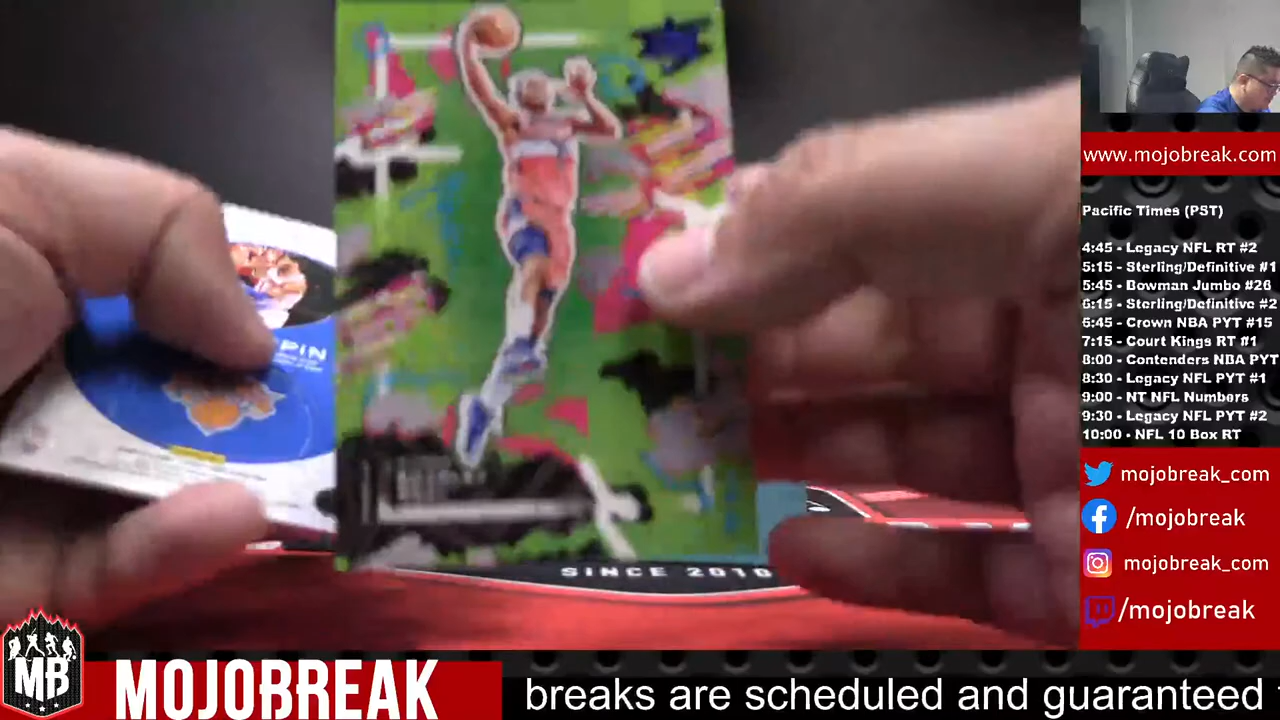 www.mojobreak.com
Pacific Times (PST)
4:45 - Legacy NFL RT #2
5:15 - Sterling/Definitive #1
5:45 - Bowman Jumbo #26
6:15 - Sterling/Definitive #2
6:45 - Crown NBA PYT #15
7:15 - Court Kings RT #1
8:00 - Contenders NBA PYT
8:30 - Legacy NFL PYT #1
9:00 - NT NFL Numbers
9:30 - Legacy NFL PYT #2
10:00 - NFL 10 Box RT
mojobreak_com
/mojobreak
mojobreak_com
/mojobreak
PIN
SINCE 2010
MB
MOJOBREAK
breaks are scheduled and guaranteed